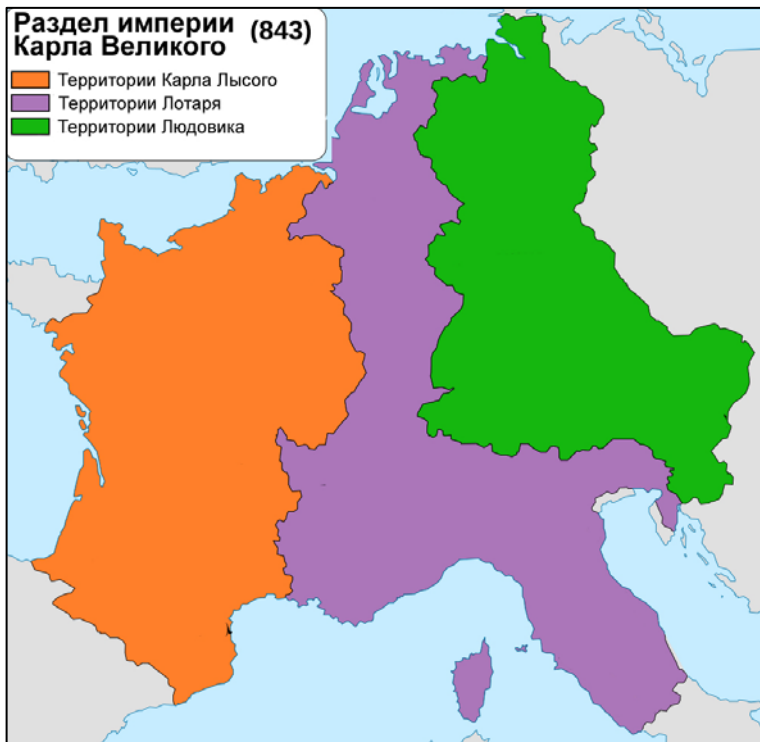 Раздел империи
Карла Великого (843)
Территории Карла Лысого
Территории Лотаря
Территории Людовика